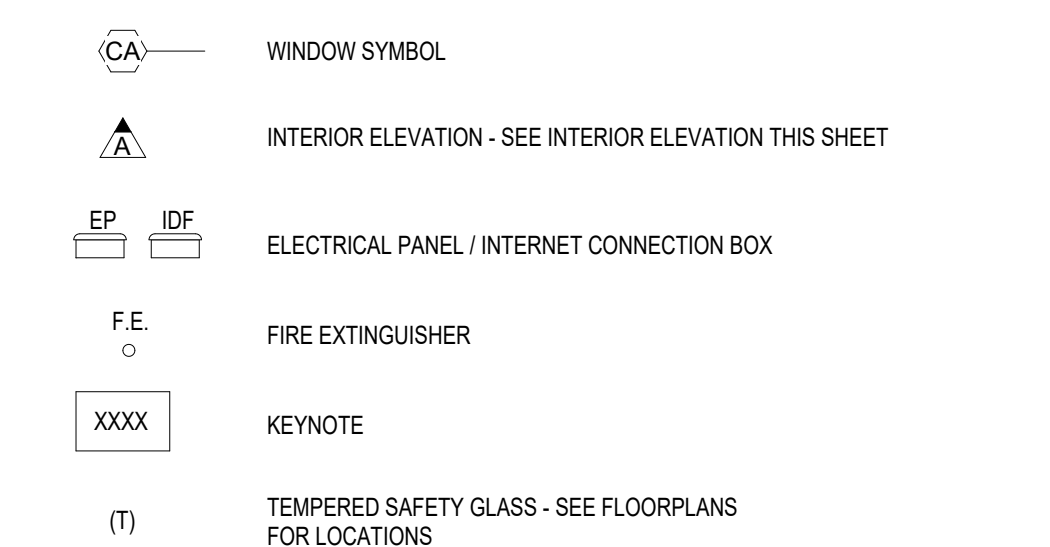 CA WINDOW SYMBOL
A INTERIOR ELEVATION - SEE INTERIOR ELEVATION THIS SHEET
EP IDF
ELECTRICAL PANEL / INTERNET CONNECTION BOX
F.E.
FIRE EXTINGUISHER
XXXX KEYNOTE
(T) TEMPERED SAFETY GLASS - SEE FLOORPLANS
FOR LOCATIONS